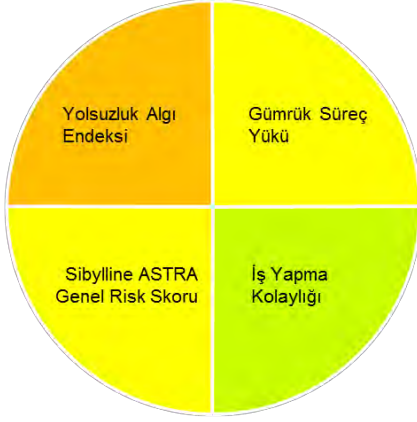 Yolsuzluk Algı
Endeksi
Gümrük Süreç
Yükü
Sibylline ASTRA
Genel Risk Skoru
İş Yapma
Kolaylığı